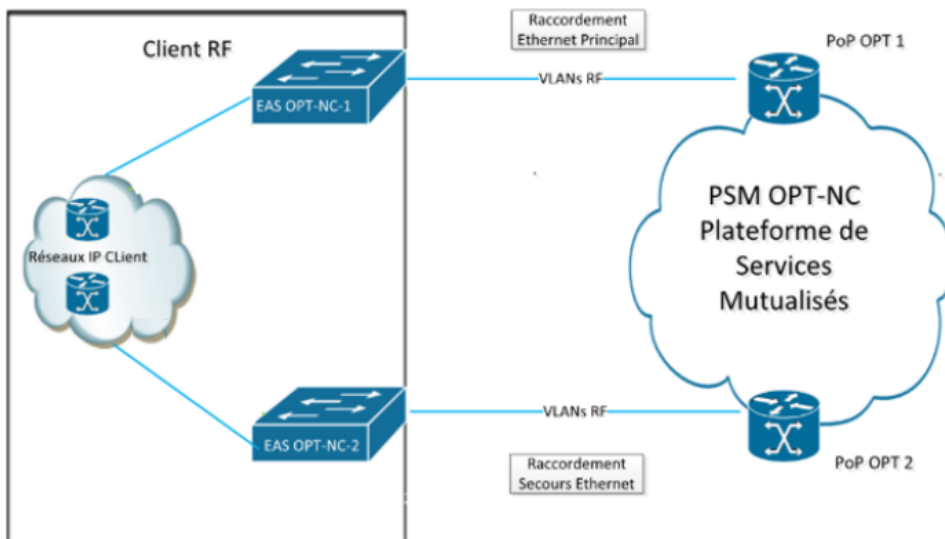 Client RF
Raccordement
Ethernet Principal
PoP OPT 1
EAS OPT-NC-1
VLANs RF
PSM OPT-NC
Plateforme de
Services
Mutualisés
Réseaux IP CLient
VLANs RF
EAS OPT-NC-2
Raccordement
Secours Ethernet
PoP OPT 2